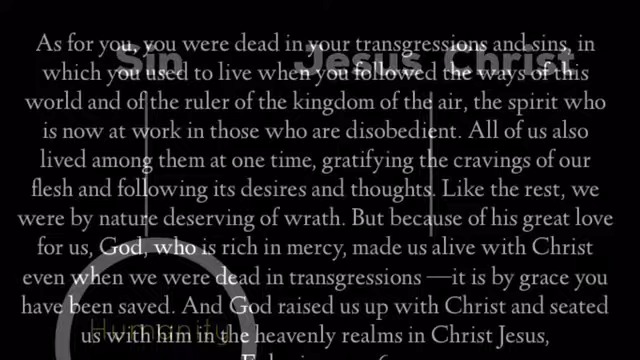 Sin
Jesus Christ
As for you, you were dead in your transgressions and sins, in
which you used to live when you followed the ways of this
world and of the ruler of the kingdom of the air, the spirit who
is now at work in those who are disobedient. All of us also
lived among them at one time, gratifying the cravings of our
flesh and following its desires and thoughts. Like the rest, we
were by nature deserving of wrath. But because of his great love
for us, God, who is rich in mercy, made us alive with Christ
even when we were dead in transgressions —it is by grace you
have been saved. And God raised us up with Christ and seated
us with him in the heavenly realms in Christ Jesus,
Humanity